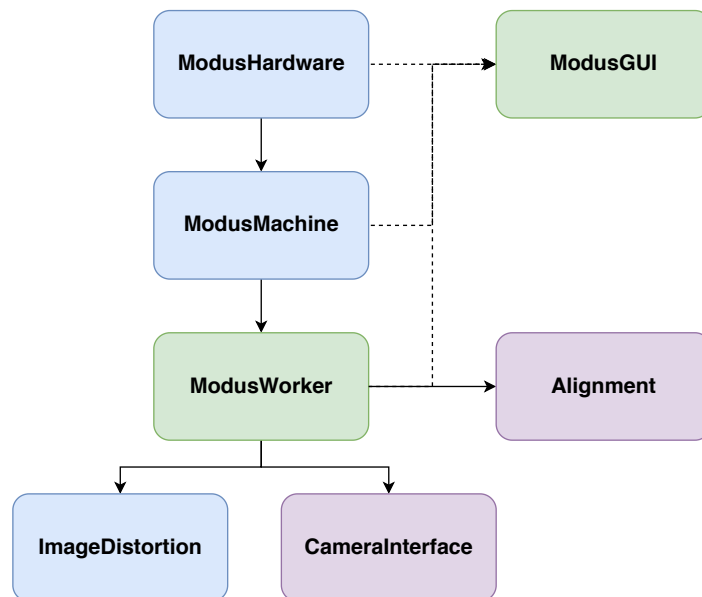 ModusHardware
ModusGUI
ModusMachine
ModusWorker
Alignment
ImageDistortion
CameraInterface